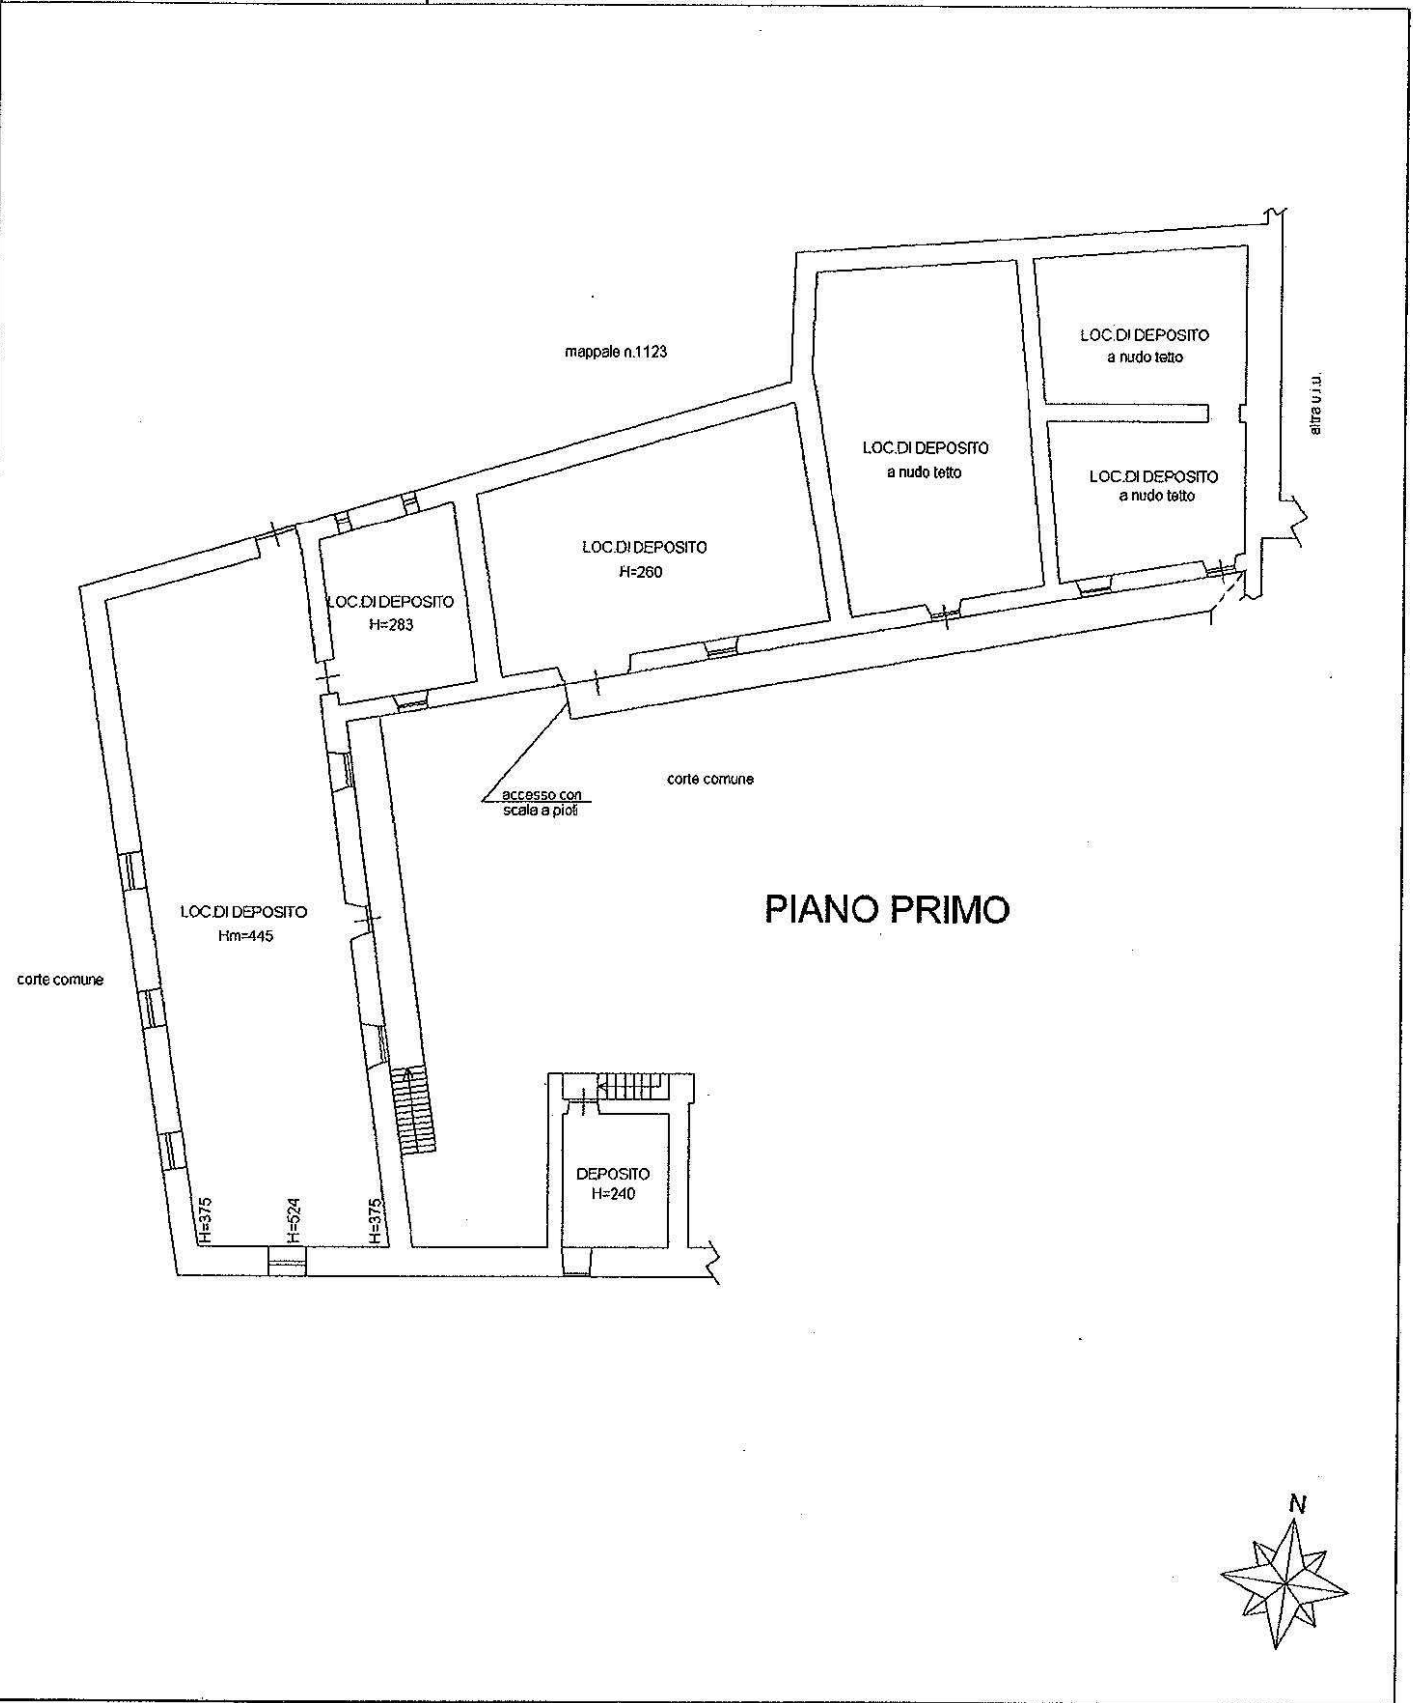 mappale n.1123
LOC.DI DEPOSITO
a nudo tetto
altra u.i.u.
LOC.DI DEPOSITO
a nudo tetto
LOC.DI DEPOSITO
a nudo tetto
LOC.DI DEPOSITO
H=260
LOC.DI DEPOSITO
H=283
corte comune
accesso con
scala a pioli
PIANO PRIMO
LOC.DI DEPOSITO
Hm=445
corte comune
DEPOSITO
H=240
H=375
H=524
H=375
N